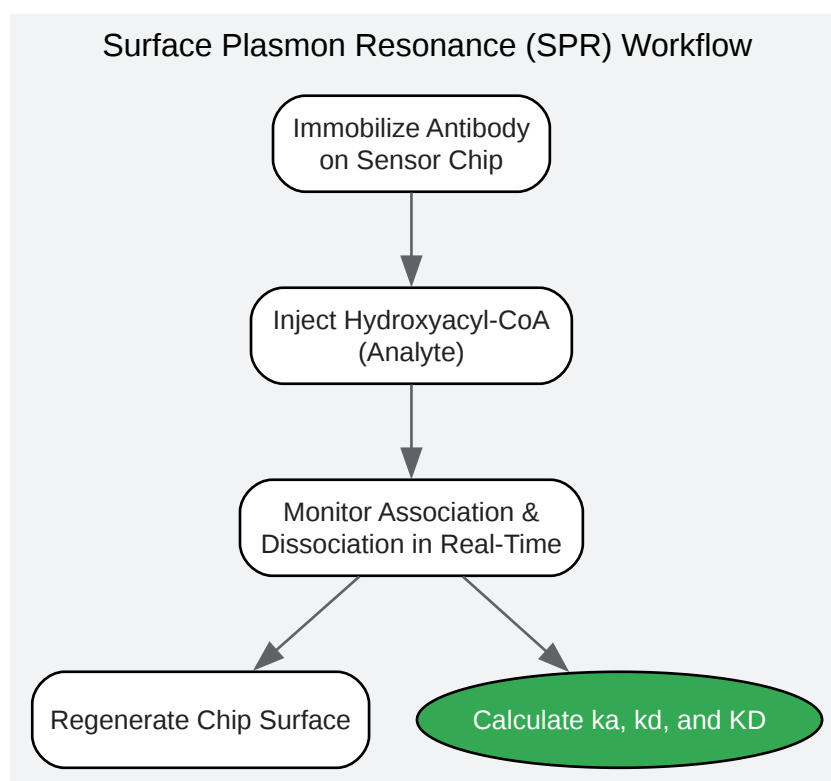 Surface Plasmon Resonance (SPR) Workflow
Immobilize Antibody
on Sensor Chip
Inject Hydroxyacyl-CoA
(Analyte)
Monitor Association &
Dissociation in Real-Time
Regenerate Chip Surface
Calculate ka, kd, and KD